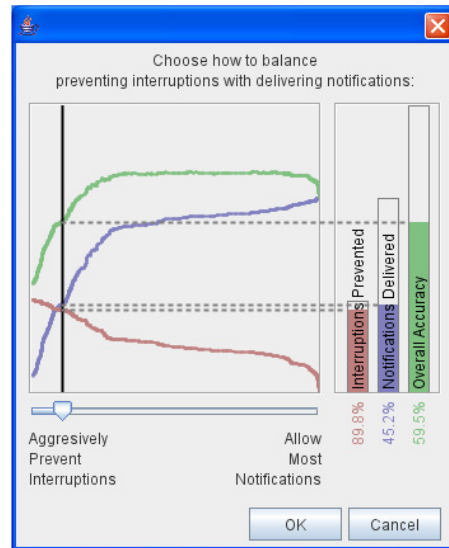 Choose how to balance
preventing interruptions with delivering notifications:
Interruptions Prevented
Notifications Delivered
Overall Accuracy
89.8%
45.2%
59.5%
Aggresively
Prevent
Interruptions
Allow
Most
Notifications
OK
Cancel